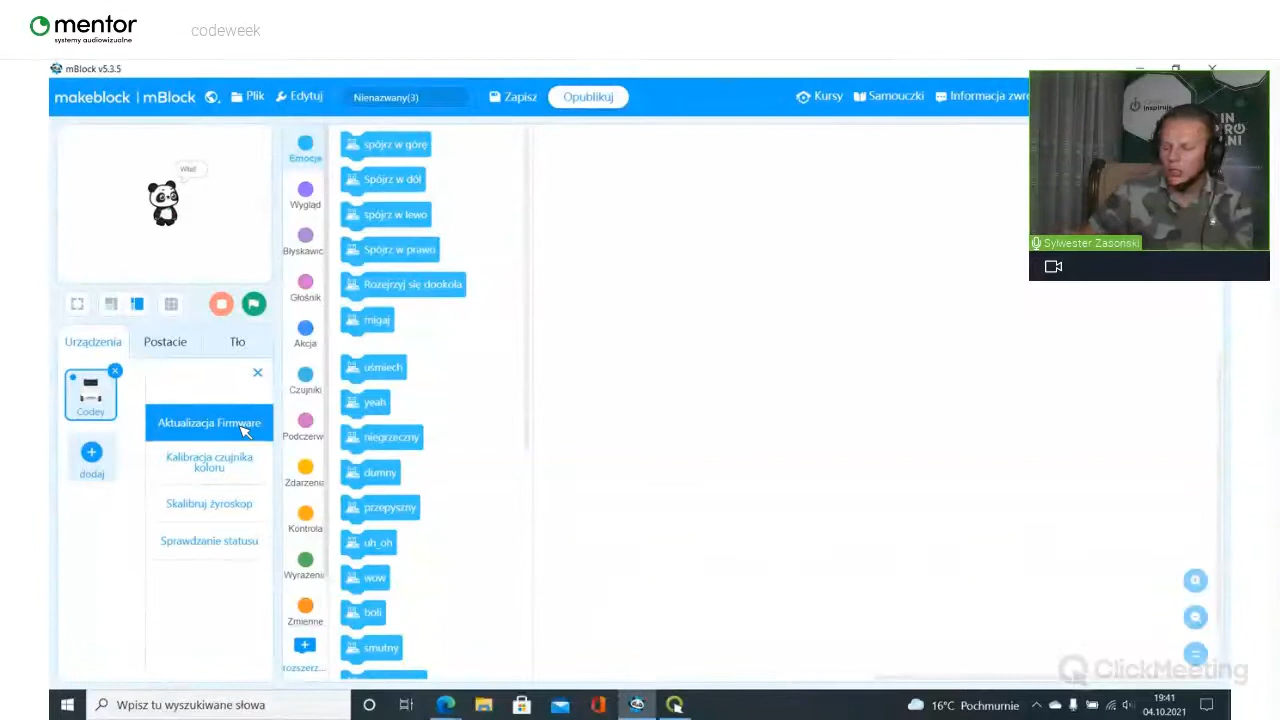 mentor
systemy audiowizualne
codeweek
mBlock v5.3.5
makeblock | mBlock
Plik
Edytuj
Nienazwany(3)
Zapisz
Opublikuj
Kursy
Samouczki
Informacja zwre
Sylwester Zasoński
Urządzenia
Postacie
Tło
Codey
dodaj
Aktualizacja Firmware
Kalibracja czujnika
koloru
Skalibruj żyroskop
Sprawdzanie statusu
Emocje
Wygląd
Błyskawic
Głośnik
Akcja
Czujniki
Podczerw
Zdarzenia
Kontrola
Wyrażenia
Zmienne
rozszerz...
spójrz w górę
Spójrz w dół
spójrz w lewo
Spójrz w prawo
Rozejrzyj się dookoła
migaj
uśmiech
yeah
niegrzeczny
dumny
przepyszny
uh_oh
wow
boli
smutny
ClickMeeting
Wpisz tu wyszukiwane słowa
16°C Pochmurnie
19:41
04.10.2021